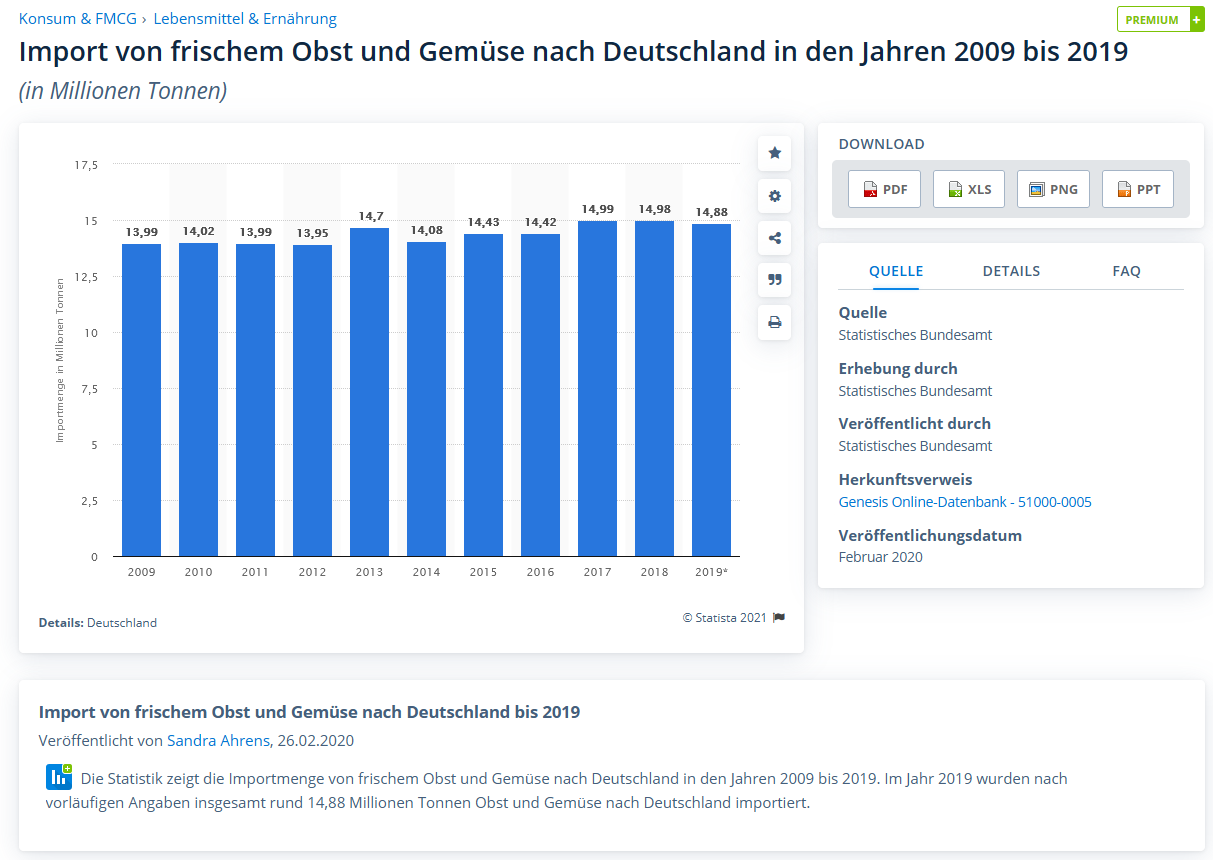 Konsum & FMCG › Lebensmittel & Ernährung
PREMIUM +
Import von frischem Obst und Gemüse nach Deutschland in den Jahren 2009 bis 2019
(in Millionen Tonnen)
Importmenge in Millionen Tonnen
17,5
15
12,5
10
7,5
5
2,5
0
13,99
14,02
13,99
13,95
14,7
14,08
14,43
14,42
14,99
14,98
14,88
2009 2010 2011 2012 2013 2014 2015 2016 2017 2018 2019*
Details: Deutschland
© Statista 2021
DOWNLOAD
PDF XLS PNG PPT
QUELLE DETAILS FAQ
Quelle
Statistisches Bundesamt
Erhebung durch
Statistisches Bundesamt
Veröffentlicht durch
Statistisches Bundesamt
Herkunftsverweis
Genesis Online-Datenbank - 51000-0005
Veröffentlichungsdatum
Februar 2020
Import von frischem Obst und Gemüse nach Deutschland bis 2019
Veröffentlicht von Sandra Ahrens, 26.02.2020
Die Statistik zeigt die Importmenge von frischem Obst und Gemüse nach Deutschland in den Jahren 2009 bis 2019. Im Jahr 2019 wurden nach
vorläufigen Angaben insgesamt rund 14,88 Millionen Tonnen Obst und Gemüse nach Deutschland importiert.